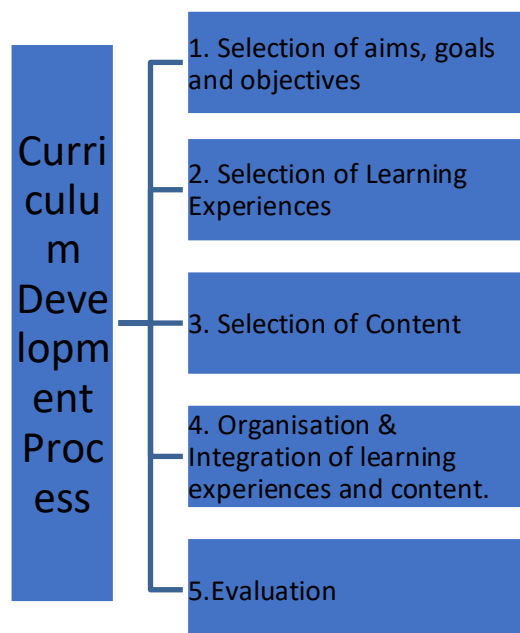 Curri
culu
m
Deve
lopm
ent
Proc
ess
1. Selection of aims, goals
and objectives
2. Selection of Learning
Experiences
3. Selection of Content
4. Organisation &
Integration of learning
experiences and content.
5.Evaluation